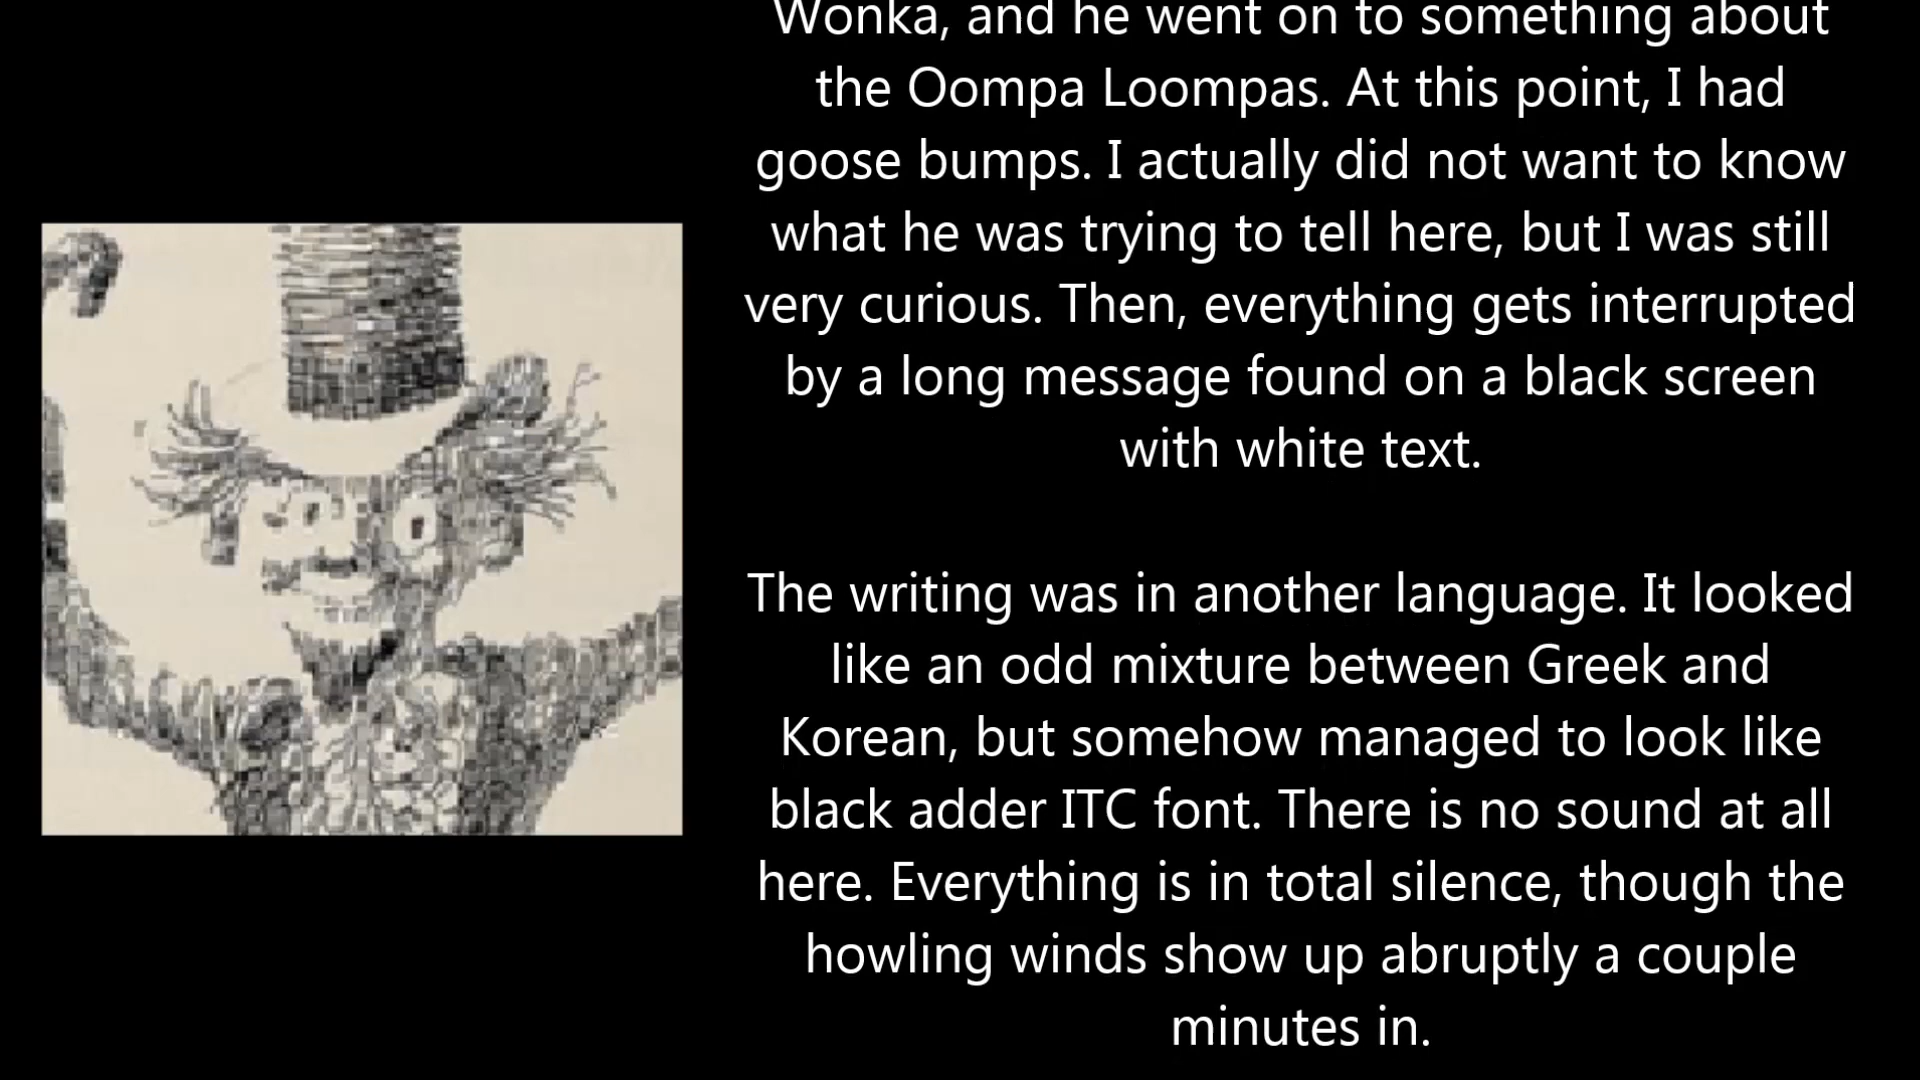 Wonka, and he went on to something about
the Oompa Loompas. At this point, I had
goose bumps. I actually did not want to know
what he was trying to tell here, but I was still
very curious. Then, everything gets interrupted
by a long message found on a black screen
with white text.
The writing was in another language. It looked
like an odd mixture between Greek and
Korean, but somehow managed to look like
black adder ITC font. There is no sound at all
here. Everything is in total silence, though the
howling winds show up abruptly a couple
minutes in.